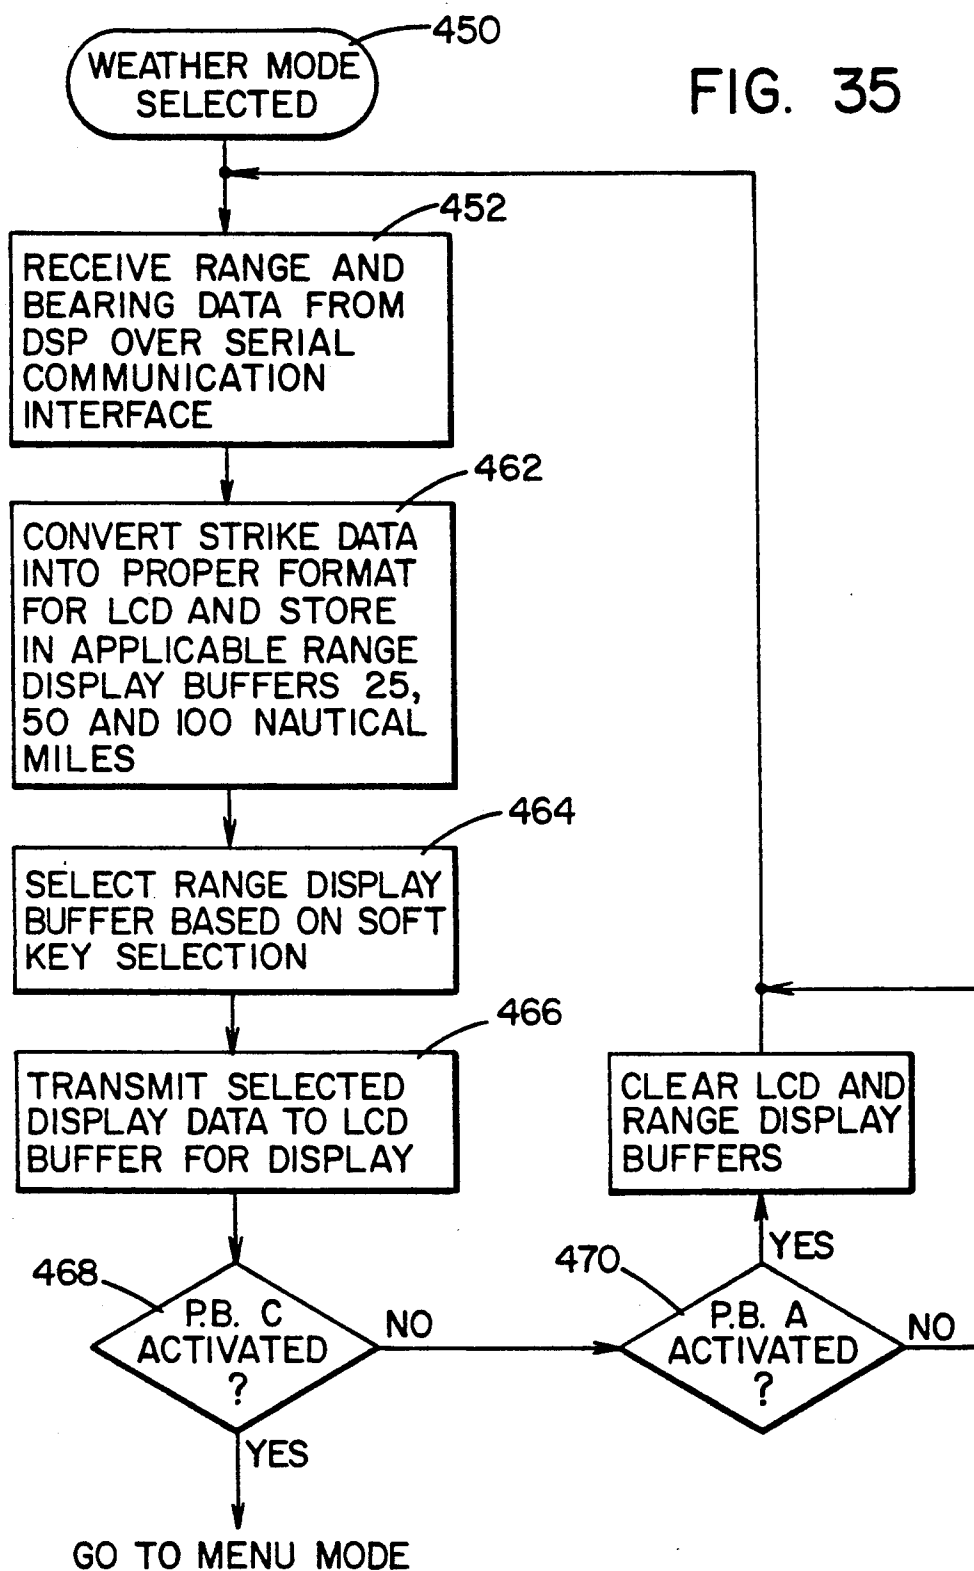 450
WEATHER MODE
SELECTED
FIG. 35
452
RECEIVE RANGE AND
BEARING DATA FROM
DSP OVER SERIAL
COMMUNICATION
INTERFACE
462
CONVERT STRIKE DATA
INTO PROPER FORMAT
FOR LCD AND STORE
IN APPLICABLE RANGE
DISPLAY BUFFERS 25,
50 AND 100 NAUTICAL
MILES
464
SELECT RANGE DISPLAY
BUFFER BASED ON SOFT
KEY SELECTION
466
TRANSMIT SELECTED
DISPLAY DATA TO LCD
BUFFER FOR DISPLAY
CLEAR LCD AND
RANGE DISPLAY
BUFFERS
468
P.B. C
ACTIVATED
?
NO
YES
GO TO MENU MODE
470
P.B. A
ACTIVATED
?
YES
NO